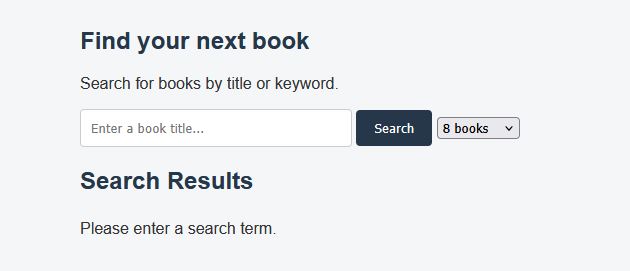 Find your next book
Search for books by title or keyword.
Enter a book title...
Search
8 books
Search Results
Please enter a search term.